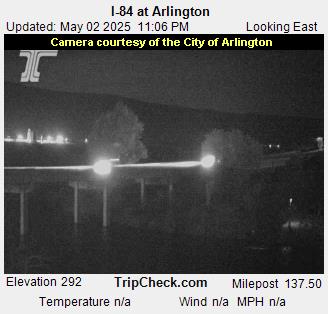 I-84 at Arlington
Updated: May 02 2025 11:06 PM Looking East
Camera courtesy of the City of Arlington
Elevation 292 TripCheck.com Milepost 137.50
Temperature n/a Wind n/a MPH n/a